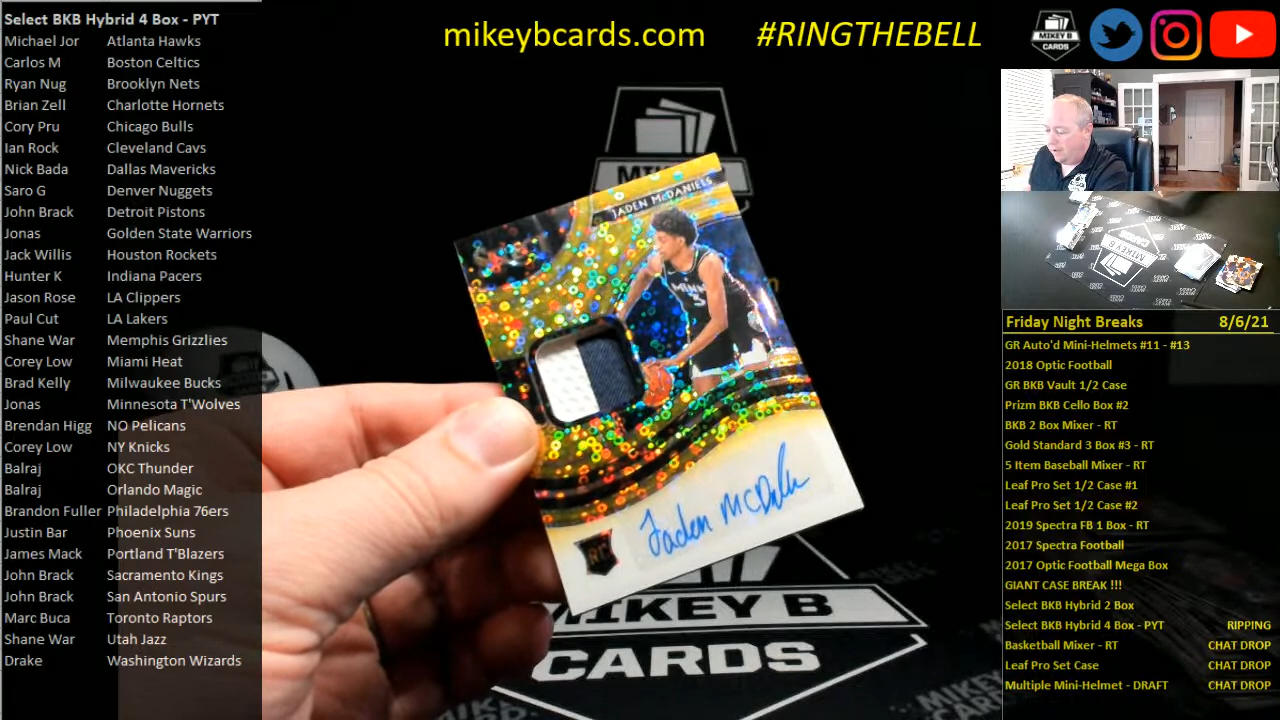 Select BKB Hybrid 4 Box - PYT
Michael Jor Atlanta Hawks
Carlos M Boston Celtics
Ryan Nug Brooklyn Nets
Brian Zell Charlotte Hornets
Cory Pru Chicago Bulls
Ian Rock Cleveland Cavs
Nick Bada Dallas Mavericks
Saro G Denver Nuggets
John Brack Detroit Pistons
Jonas Golden State Warriors
Jack Willis Houston Rockets
Hunter K Indiana Pacers
Jason Rose LA Clippers
Paul Cut LA Lakers
Shane War Memphis Grizzlies
Corey Low Miami Heat
Brad Kelly Milwaukee Bucks
Jonas Minnesota T'Wolves
Brendan Higg NO Pelicans
Corey Low NY Knicks
Balraj OKC Thunder
Balraj Orlando Magic
Brandon Fuller Philadelphia 76ers
Justin Bar Phoenix Suns
James Mack Portland T'Blazers
John Brack Sacramento Kings
John Brack San Antonio Spurs
Marc Buca Toronto Raptors
Shane War Utah Jazz
Drake Washington Wizards
mikeybcards.com #RINGTHEBELL
MIKEY B
CARDS
JADEN McDANIELS
MINN
3
Jaden McDaniels
RC
MIKEY B
CARDS
MIKEY B
CARDS
Friday Night Breaks 8/6/21
GR Auto'd Mini-Helmets #11 - #13
2018 Optic Football
GR BKB Vault 1/2 Case
Prizm BKB Cello Box #2
BKB 2 Box Mixer - RT
Gold Standard 3 Box #3 - RT
5 Item Baseball Mixer - RT
Leaf Pro Set 1/2 Case #1
Leaf Pro Set 1/2 Case #2
2019 Spectra FB 1 Box - RT
2017 Spectra Football
2017 Optic Football Mega Box
GIANT CASE BREAK !!!
Select BKB Hybrid 2 Box
Select BKB Hybrid 4 Box - PYT RIPPING
Basketball Mixer - RT CHAT DROP
Leaf Pro Set Case CHAT DROP
Multiple Mini-Helmet - DRAFT CHAT DROP